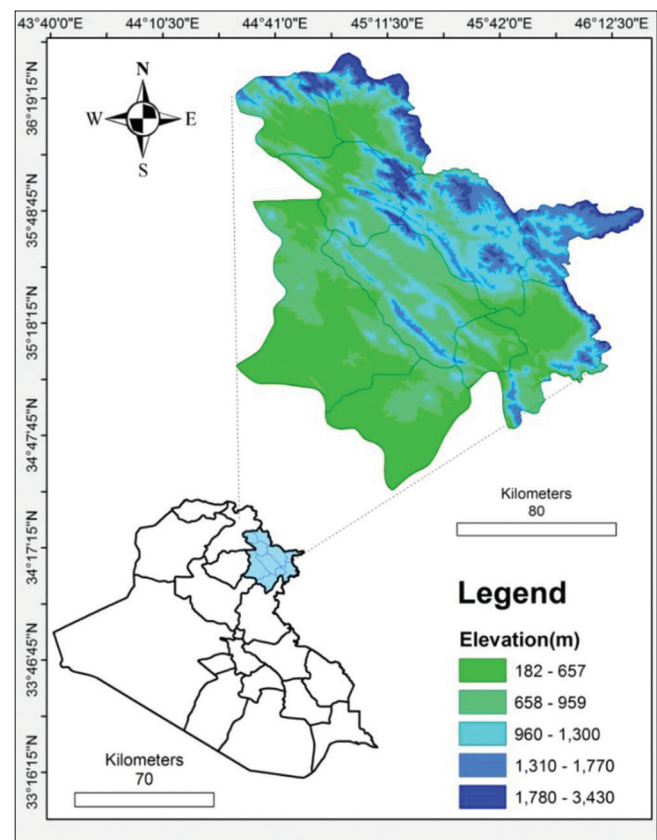 43°40'0"E 44°10'30"E 44°41'0"E 45°11'30"E 45°42'0"E 46°12'30"E
36°19'15"N
35°48'45"N
35°18'15"N
34°47'45"N
34°17'15"N
33°46'45"N
33°16'15"N
N
W E
S
Kilometers
80
Legend
Elevation(m)
182 - 657
658 - 959
960 - 1,300
1,310 - 1,770
1,780 - 3,430
Kilometers
70